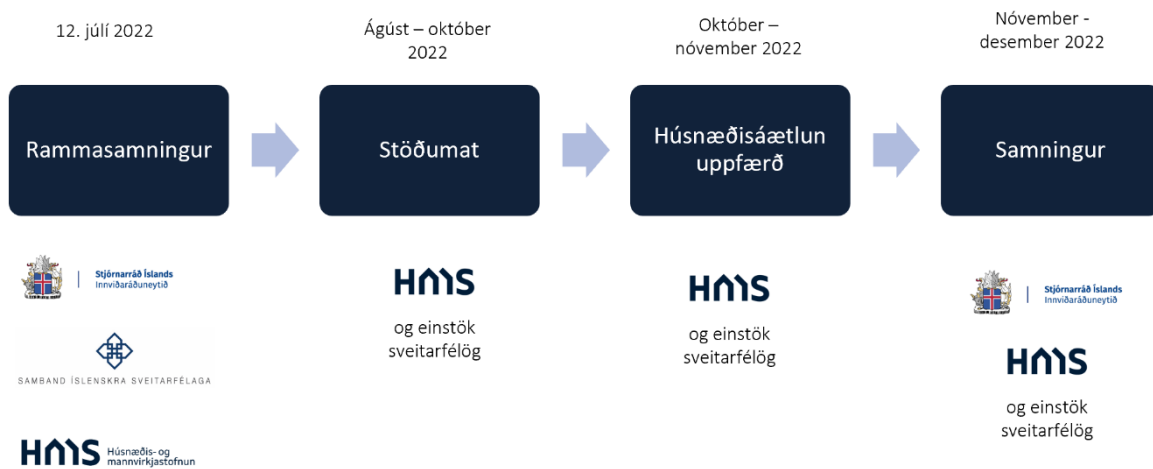 12. júlí 2022
Ágúst – október
2022
Október –
nóvember 2022
Nóvember -
desember 2022
Rammasamningur
Stöðumat
Húsnæðisáætlun
uppfærð
Samningur
Stjórnarráð Íslands
Innviðaráðuneytið
SAMBAND ÍSLENSKRA SVEITARFÉLAGA
HMS Húsnæðis- og
mannvirkjastofnun
HMS
og einstök
sveitarfélög
HMS
og einstök
sveitarfélög
Stjórnarráð Íslands
Innviðaráðuneytið
HMS
og einstök
sveitarfélög